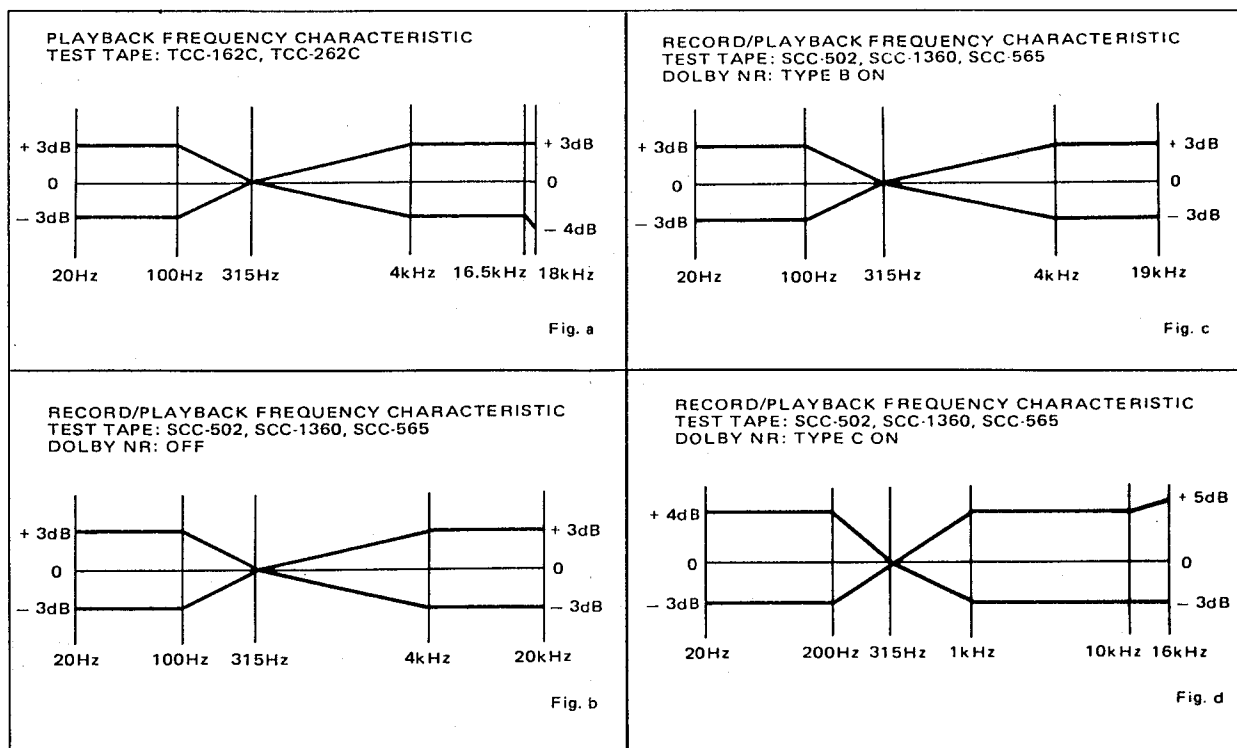 PLAYBACK FREQUENCY CHARACTERISTIC
TEST TAPE: TCC-162C, TCC-262C
+ 3dB
0
− 3dB
+ 3dB
0
− 4dB
20Hz 100Hz 315Hz 4kHz 16.5kHz 18kHz
Fig. a
RECORD/PLAYBACK FREQUENCY CHARACTERISTIC
TEST TAPE: SCC-502, SCC-1360, SCC-565
DOLBY NR: TYPE B ON
+ 3dB
0
− 3dB
+ 3dB
0
− 3dB
20Hz 100Hz 315Hz 4kHz 19kHz
Fig. c
RECORD/PLAYBACK FREQUENCY CHARACTERISTIC
TEST TAPE: SCC-502, SCC-1360, SCC-565
DOLBY NR: OFF
+ 3dB
0
− 3dB
+ 3dB
0
− 3dB
20Hz 100Hz 315Hz 4kHz 20kHz
Fig. b
RECORD/PLAYBACK FREQUENCY CHARACTERISTIC
TEST TAPE: SCC-502, SCC-1360, SCC-565
DOLBY NR: TYPE C ON
+ 4dB
0
− 3dB
+ 5dB
0
− 3dB
20Hz 200Hz 315Hz 1kHz 10kHz 16kHz
Fig. d